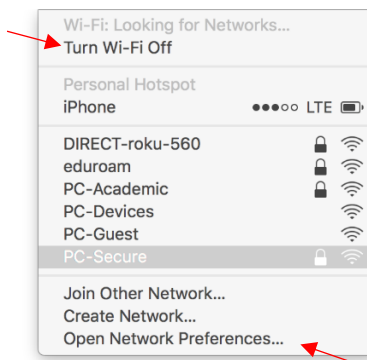 Wi-Fi: Looking for Networks...
Turn Wi-Fi Off
Personal Hotspot
iPhone LTE
DIRECT-roku-560
eduroam
PC-Academic
PC-Devices
PC-Guest
PC-Secure
Join Other Network...
Create Network...
Open Network Preferences...